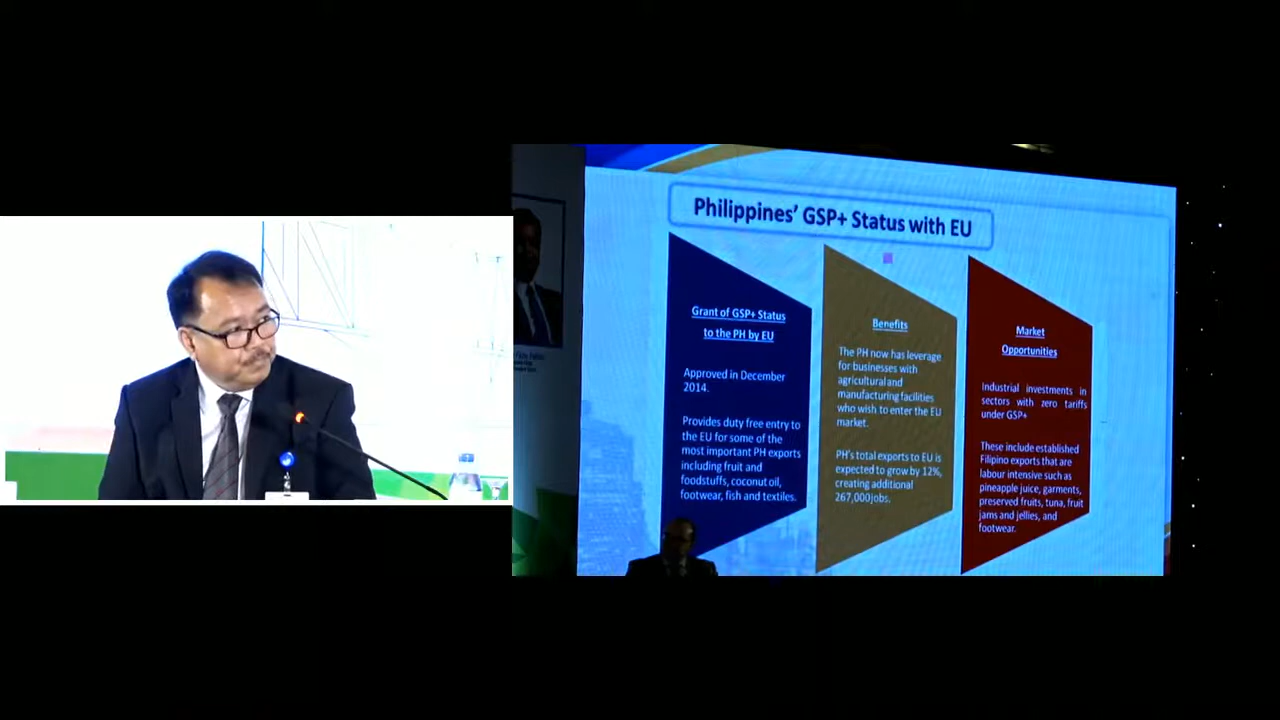 Philippines' GSP+ Status with EU
Grant of GSP+ Status
to the PH by EU
Approved in December
2014.
Provides duty free entry to
the EU for some of the
most important PH exports
including fruit and
foodstuffs, coconut oil,
footwear, fish and textiles.
Benefits
The PH now has leverage
for businesses with
agricultural and
manufacturing facilities
who wish to enter the EU
market.
PH's total exports to EU is
expected to grow by 12%,
creating additional
267,000jobs.
Market
Opportunities
Industrial investments in
sectors with zero tariffs
under GSP+
These include established
Filipino exports that are
labour intensive such as
pineapple juice, garments,
preserved fruits, tuna, fruit
jams and jellies, and
footwear.